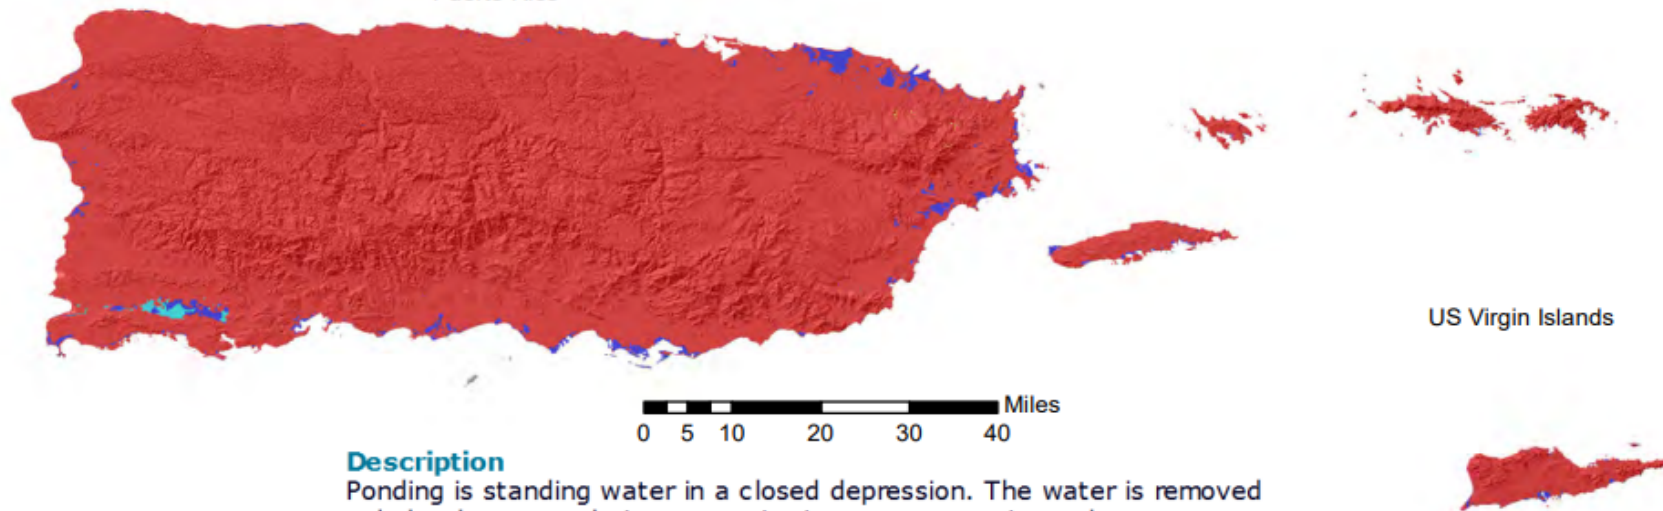 US Virgin Islands
Miles
0 5 10 20 30 40
Description
Ponding is standing water in a closed depression. The water is removed